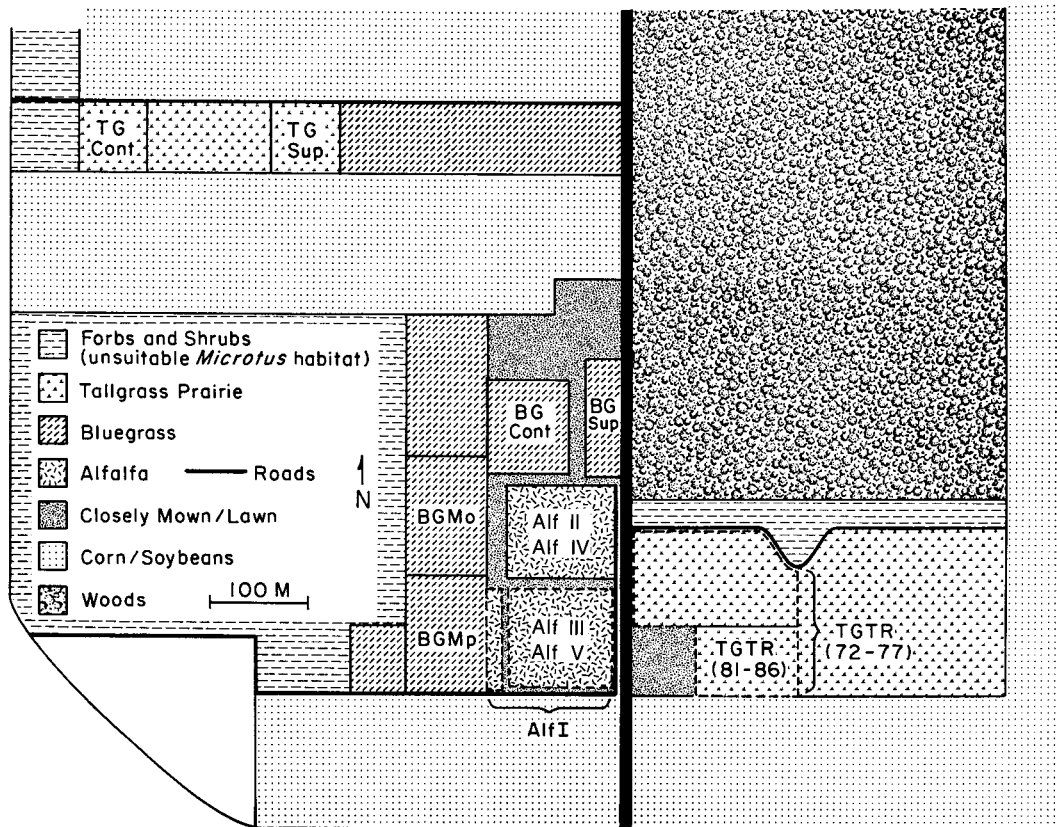 TG
Cont
TG
Sup.
Forbs and Shrubs
(unsuitable Microtus habitat)
Tallgrass Prairie
Bluegrass
Alfalfa
Roads
Closely Mown/Lawn
Corn/Soybeans
Woods
100 M
N
BG
Cont
BG
Sup
BGMo
Alf II
Alf IV
BGMp
Alf III
Alf V
Alf I
TGTR
(81-86)
TGTR
(72-77)